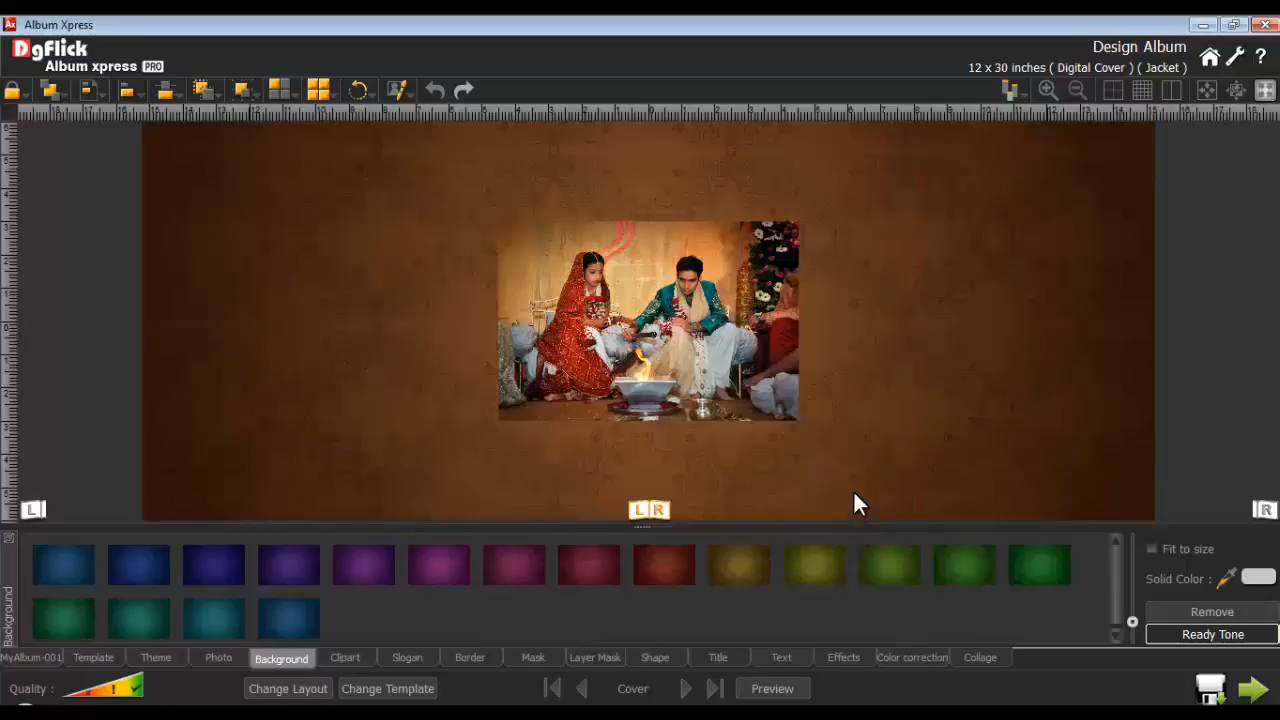 Ax Album Xpress
DgFlick
Album xpress PRO
Design Album
12 x 30 inches ( Digital Cover ) ( Jacket )
?
L
L R
R
Background
Fit to size
Solid Color :
Remove
Ready Tone
MyAlbum-001 Template Theme Photo Background Clipart Slogan Border Mask Layer Mask Shape Title Text Effects Color correction Collage
Quality : Change Layout Change Template Cover Preview